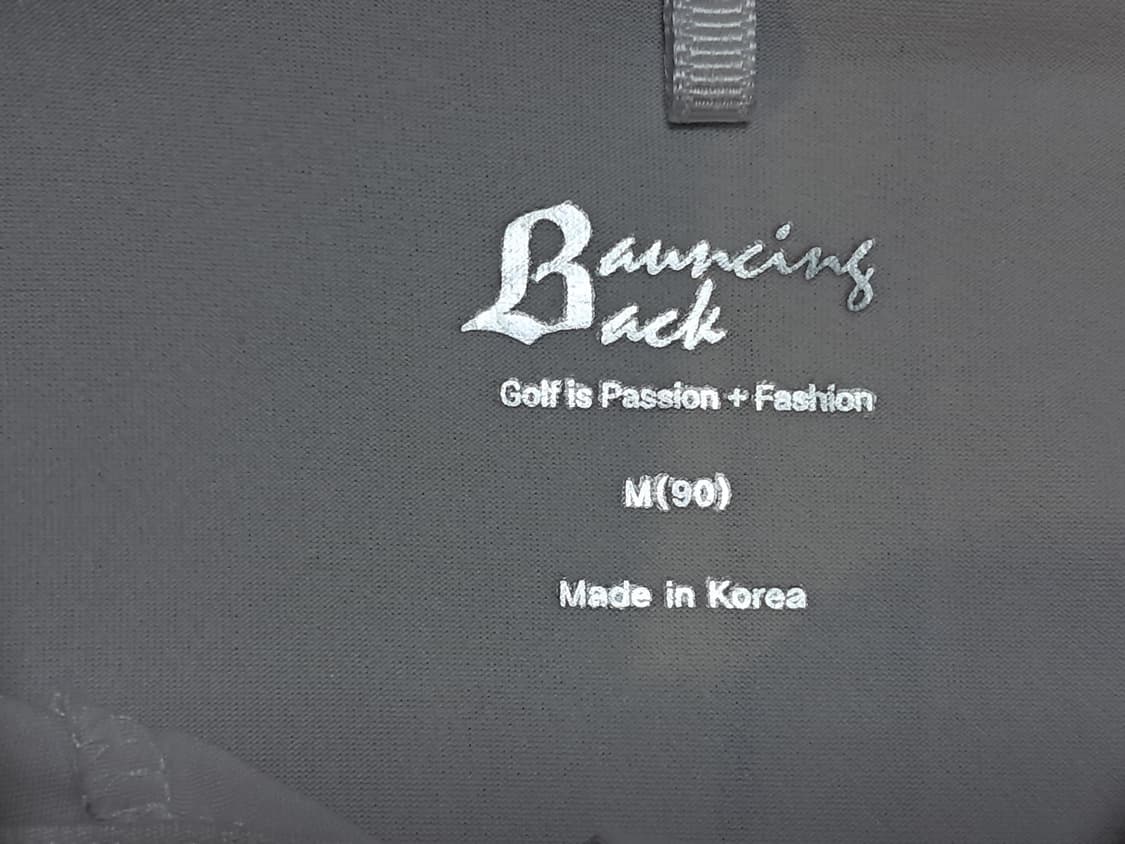 Bauncing
Back
Golf is Passion + Fashion
M(90)
Made in Korea